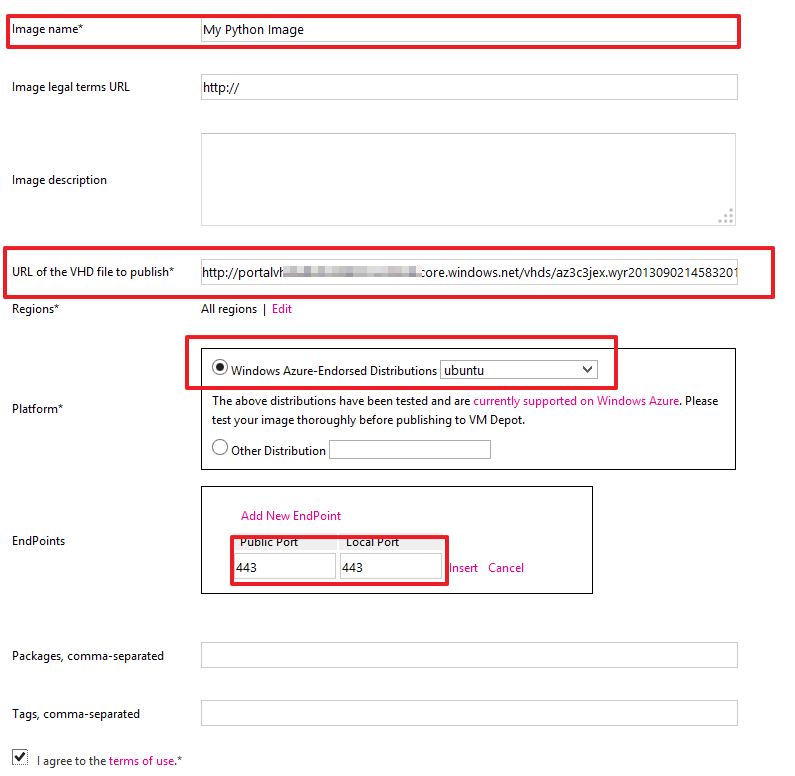 Image name*
My Python Image
Image legal terms URL
http://
Image description
URL of the VHD file to publish*
http://portalvh core.windows.net/vhds/az3c3jex.wyr2013090214583201
Regions*
All regions | Edit
Windows Azure-Endorsed Distributions ubuntu
Platform*
The above distributions have been tested and are currently supported on Windows Azure. Please
test your image thoroughly before publishing to VM Depot.
Other Distribution
Add New EndPoint
EndPoints
Public Port Local Port
443 443 Insert Cancel
Packages, comma-separated
Tags, comma-separated
I agree to the terms of use.*